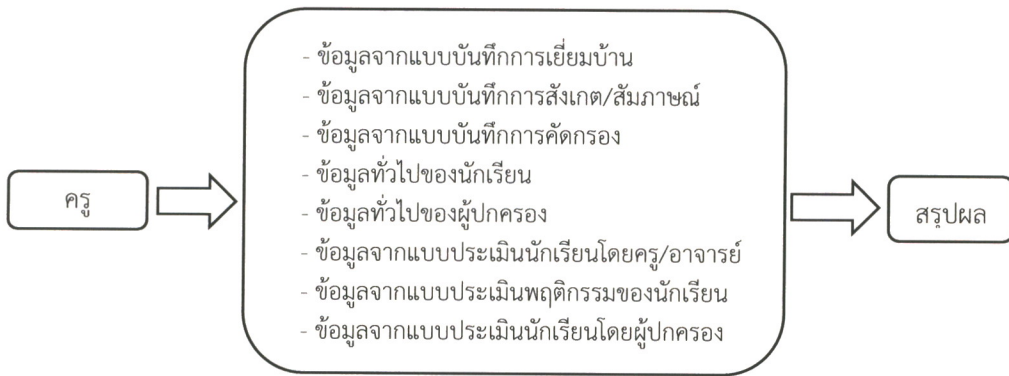 ครู
- ข้อมูลจากแบบบันทึกการเยี่ยมบ้าน
- ข้อมูลจากแบบบันทึกการสังเกต/สัมภาษณ์
- ข้อมูลจากแบบบันทึกการคัดกรอง
- ข้อมูลทั่วไปของนักเรียน
- ข้อมูลทั่วไปของผู้ปกครอง
- ข้อมูลจากแบบประเมินนักเรียนโดยครู/อาจารย์
- ข้อมูลจากแบบประเมินพฤติกรรมของนักเรียน
- ข้อมูลจากแบบประเมินนักเรียนโดยผู้ปกครอง
สรุปผล